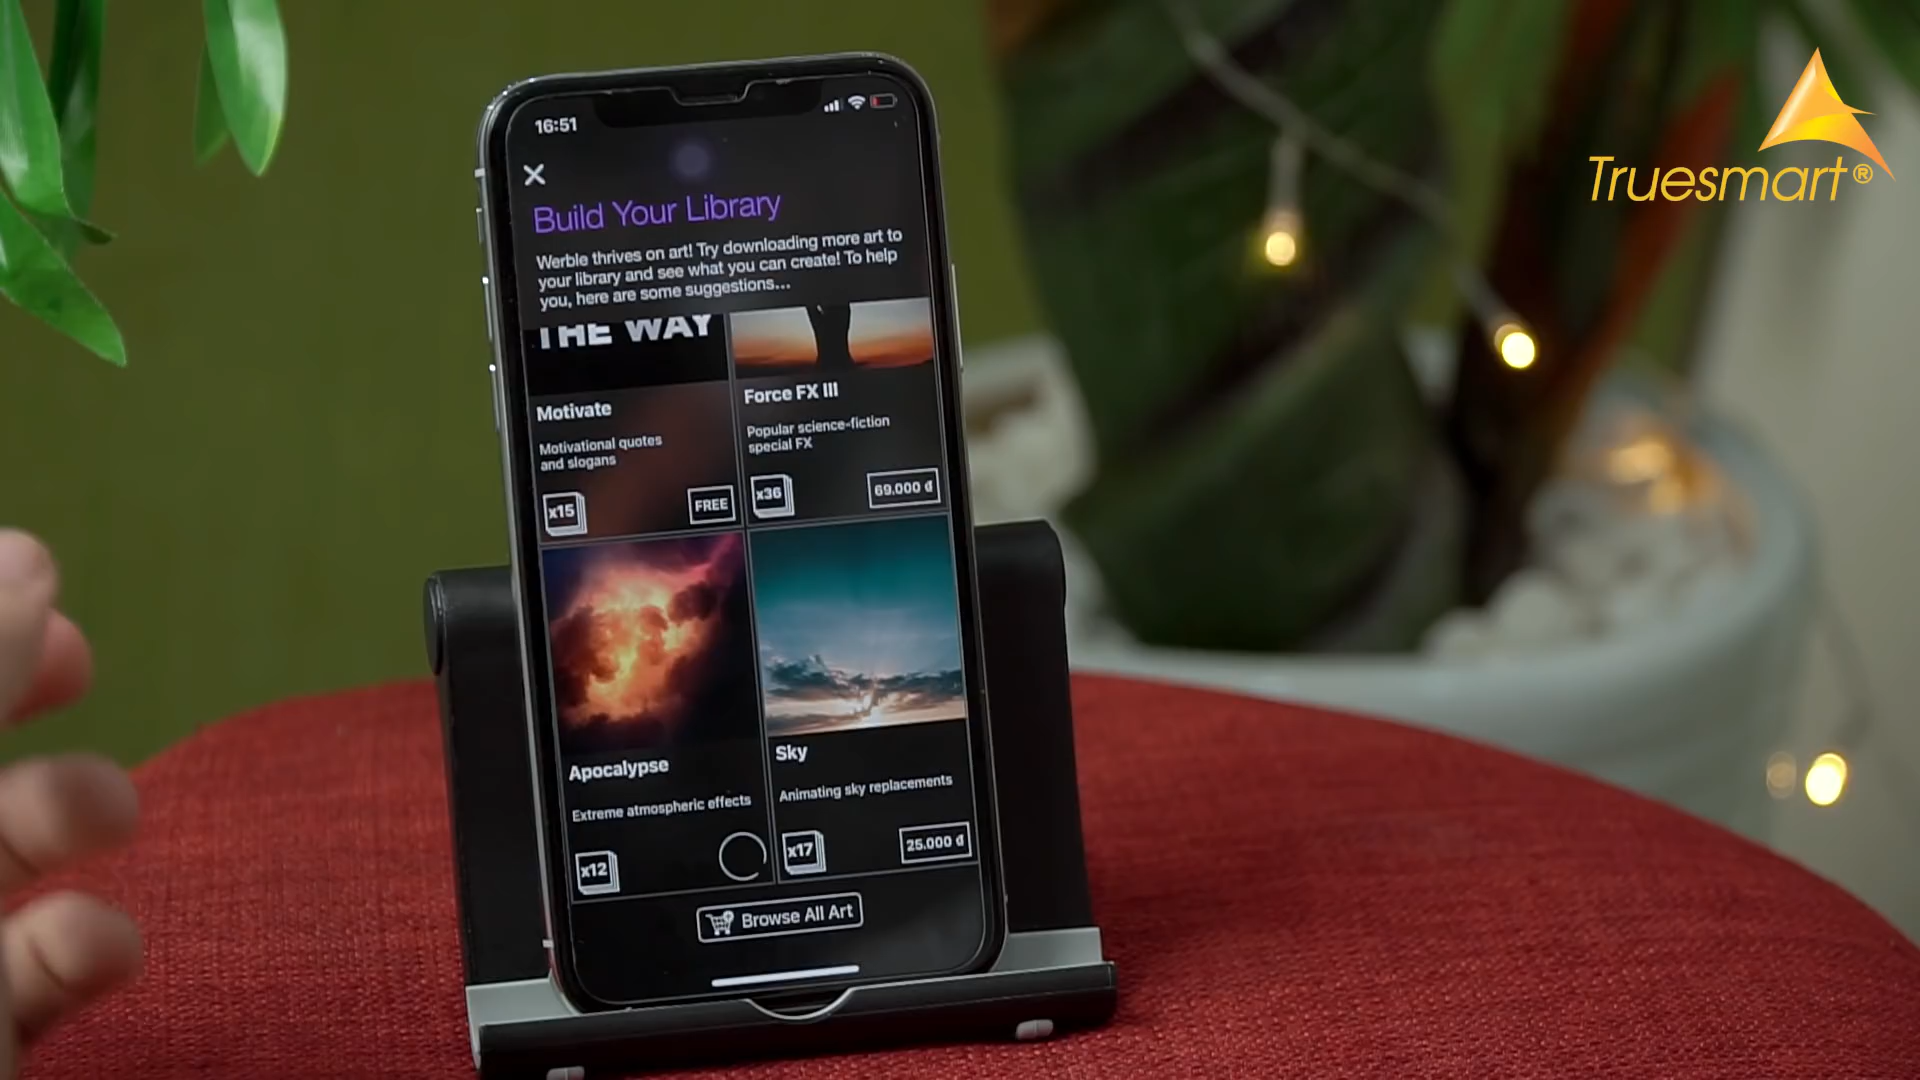 Truesmart®
16:51
Build Your Library
Werble thrives on art! Try downloading more art to
your library and see what you can create! To help
you, here are some suggestions...
THE WAY
Motivate
Motivational quotes
and slogans
x15
FREE
Force FX III
Popular science-fiction
special FX
x36
69.000 đ
Apocalypse
Extreme atmospheric effects
x12
Sky
Animating sky replacements
x17
25.000 đ
Browse All Art